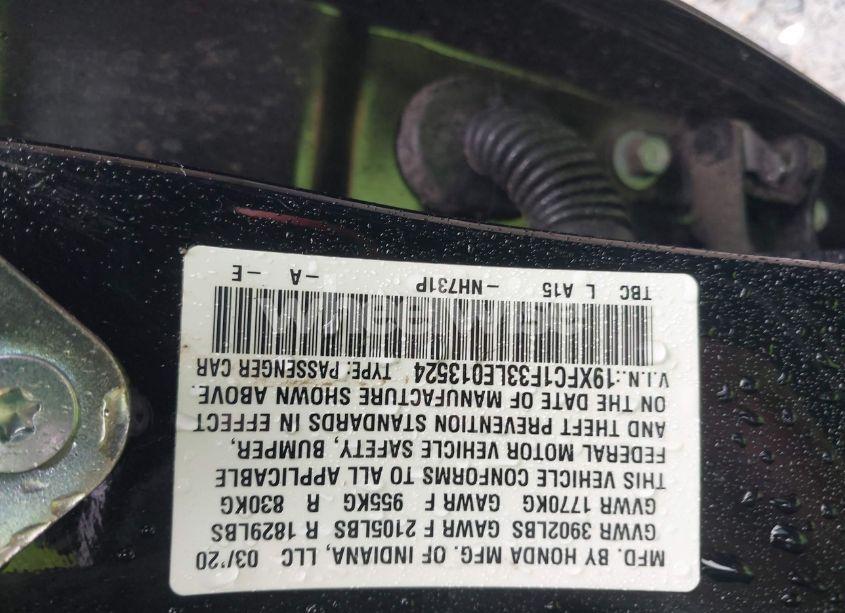 MFD. BY HONDA MFG. OF INDIANA, LLC 03/'20
GVWR 3902LBS GAWR F 2105LBS R 1829LBS
GVWR 1770KG GAWR F 955KG R 830KG
THIS VEHICLE CONFORMS TO ALL APPLICABLE
FEDERAL MOTOR VEHICLE SAFETY, BUMPER,
AND THEFT PREVENTION STANDARDS IN EFFECT
ON THE DATE OF MANUFACTURE SHOWN ABOVE.
V.I.N.:19XFC1F33LE013524 TYPE: PASSENGER CAR
TBC L A15 -NH731P -A -E